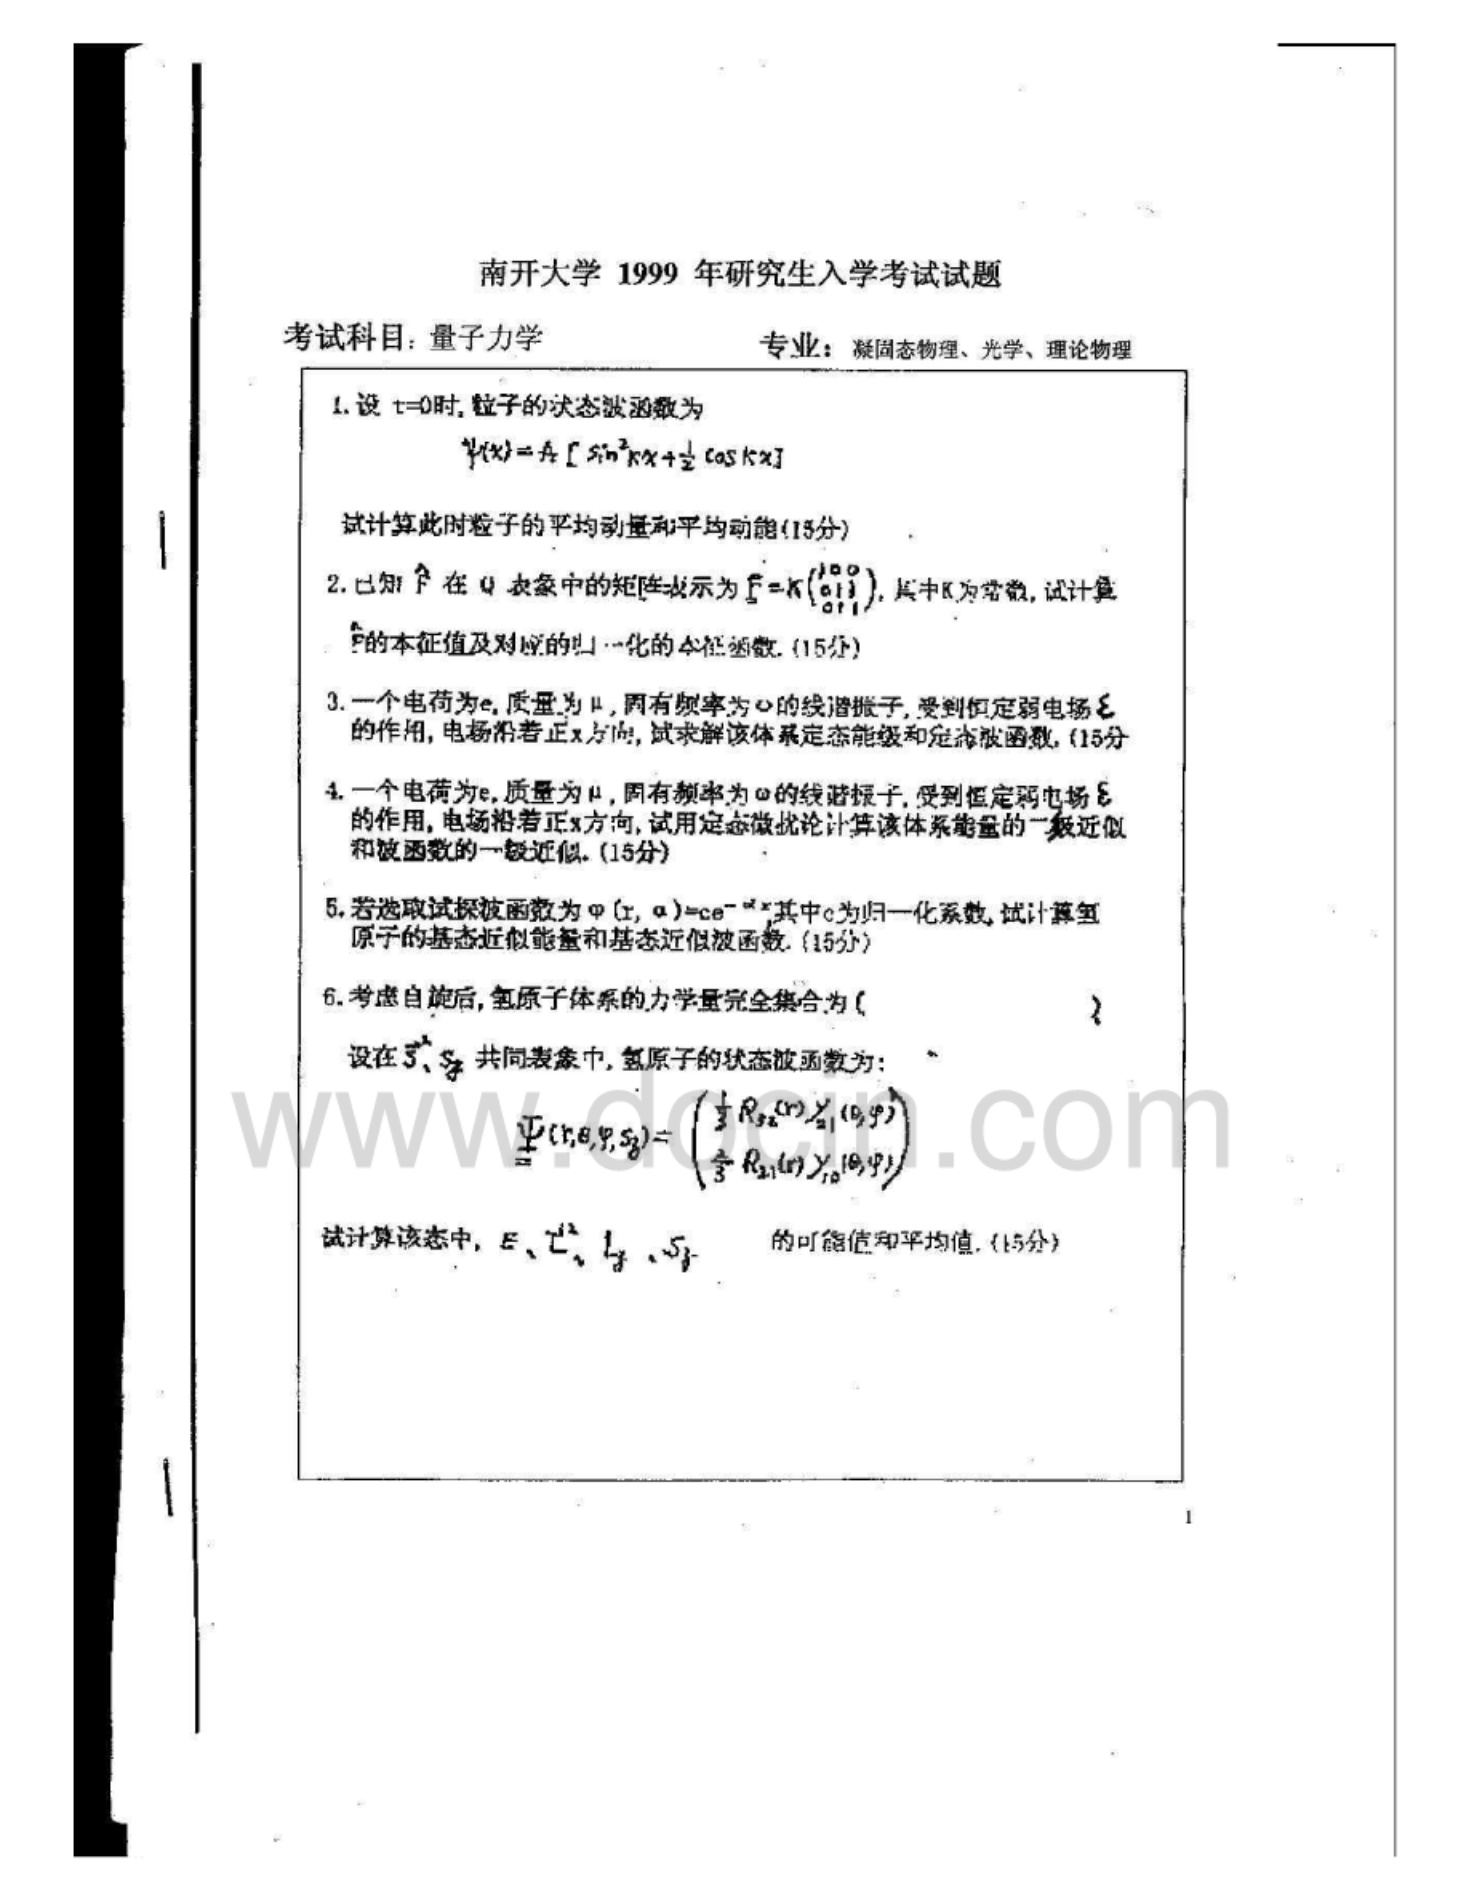 南开大学 1999 年研究生入学考试试题
考试科目: 量子力学 专业: 凝固态物理、光学、理论物理
1.设 t=0时,粒子的状态波函数为
ψ(x)=A[sin²kx+½cos kx]
试计算此时粒子的平均动量和平均动能(15分)
2.已知 F̂ 在 Q 表象中的矩阵表示为 F=K(1 0 0 / 0 1 1 / 0 1 1), 其中K为常数,试计算
F̂的本征值及对应的归一化的本征函数.(15分)
3.一个电荷为e,质量为μ,固有频率为ω的线谐振子,受到恒定弱电场ℰ
的作用,电场沿着正x方向,试求解该体系定态能级和定态波函数.(15分
4.一个电荷为e,质量为μ,固有频率为ω的线谐振子,受到恒定弱电场ℰ
的作用,电场沿着正x方向,试用定态微扰论计算该体系能量的二级近似
和波函数的一级近似.(15分)
5.若选取试探波函数为φ(r, α)=ce⁻ ,其中c为归一化系数,试计算氢
原子的基态近似能量和基态近似波函数.(15分)
6.考虑自旋后,氢原子体系的力学量完全集合为{ }
设在S⃗²、S_z 共同表象中,氢原子的状态波函数为:
Ψ(r,θ,φ,S_z)= (⅓ R₃₂(r) Y₂₁(θ,φ) / ⅔ R₂₁(r) Y₁₀(θ,φ))
试计算该态中, E、L⃗²、L_z、S_z 的可能值和平均值.(15分)
www.docin.com
1